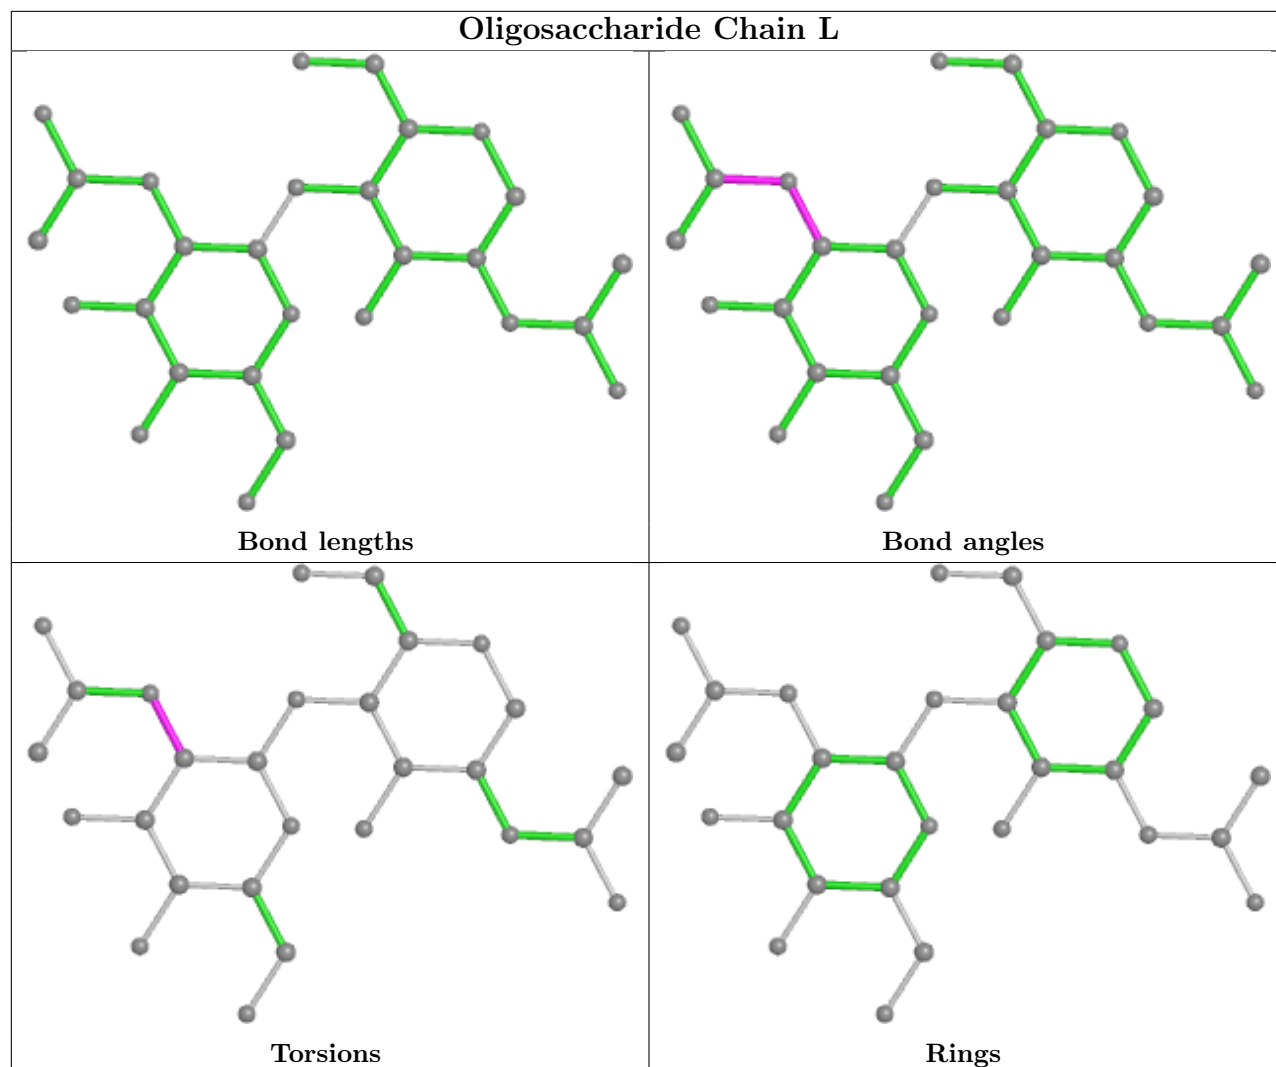 Oligosaccharide Chain L
Bond lengths
Bond angles
Torsions
Rings